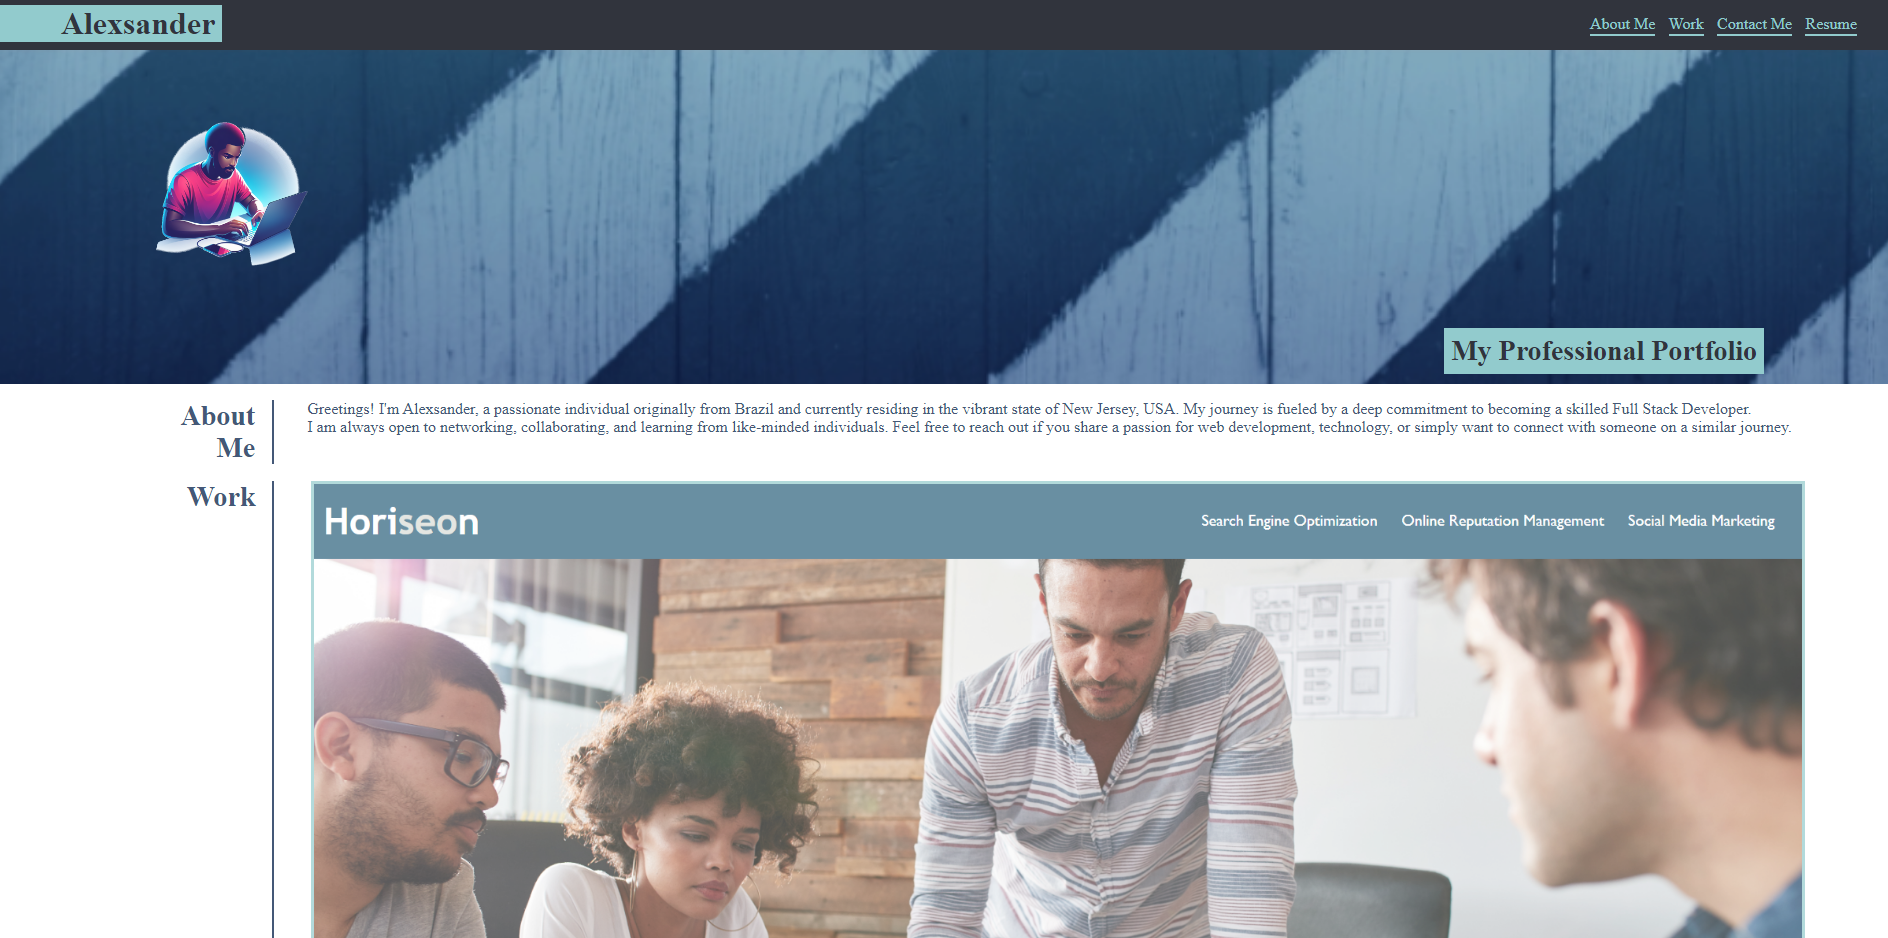 Alexsander
About Me Work Contact Me Resume
My Professional Portfolio
About
Me
Greetings! I'm Alexsander, a passionate individual originally from Brazil and currently residing in the vibrant state of New Jersey, USA. My journey is fueled by a deep commitment to becoming a skilled Full Stack Developer.
I am always open to networking, collaborating, and learning from like-minded individuals. Feel free to reach out if you share a passion for web development, technology, or simply want to connect with someone on a similar journey.
Work
Horiseon
Search Engine Optimization Online Reputation Management Social Media Marketing